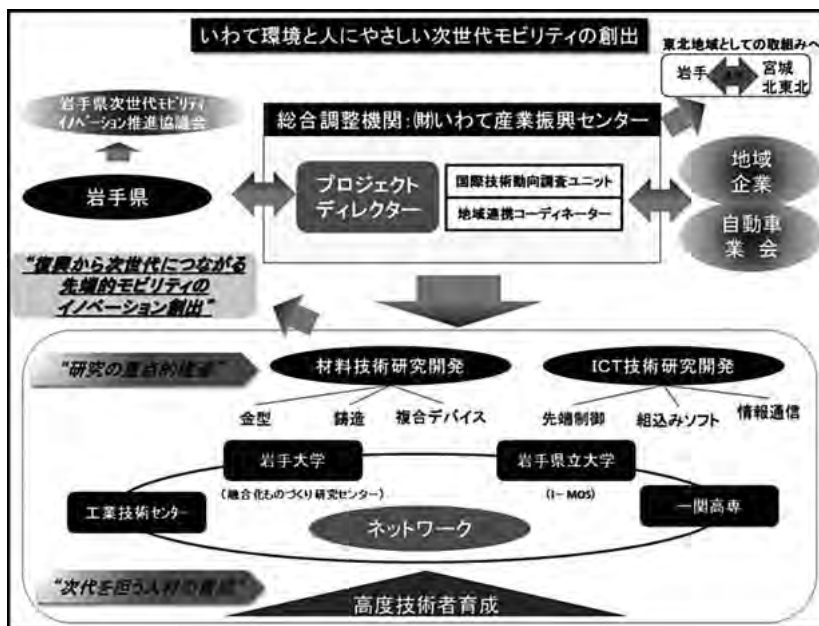 いわて環境と人にやさしい次世代モビリティの創出
東北地域としての取組みへ
岩手
宮城
北東北
岩手県次世代モビリティ
イノベーション推進協議会
総合調整機関:㈶いわて産業振興センター
岩手県
プロジェクト
ディレクター
国際技術動向調査ユニット
地域連携コーディネーター
地域
企業
自動車
業会
“復興から次世代につながる
先端的モビリティの
イノベーション創出”
“研究の重点的推進”
材料技術研究開発
ICT技術研究開発
金型
鋳造
複合デバイス
先端制御
組込みソフト
情報通信
岩手大学
(融合化ものづくり研究センター)
岩手県立大学
(I-MOS)
工業技術センター
一関高専
ネットワーク
“次代を担う人材の育成”
高度技術者育成